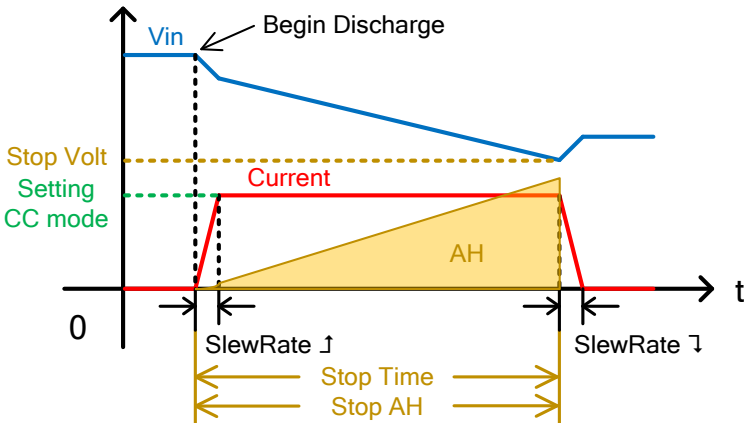 Begin Discharge
Vin
Stop Volt
Setting
CC mode
Current
AH
t
0
SlewRate
SlewRate
Stop Time
Stop AH